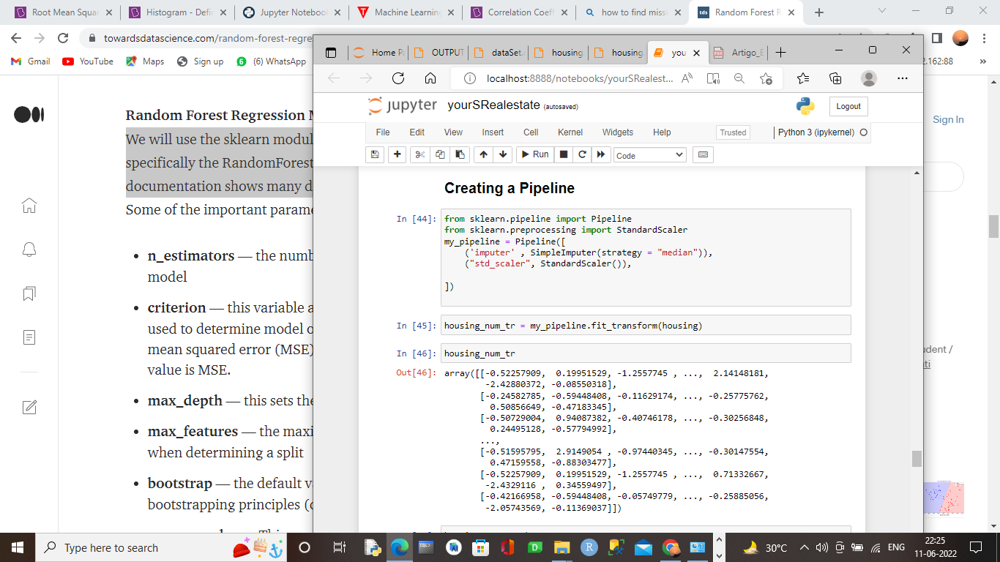 Root Mean Squar
Histogram - Defi
Jupyter Noteboo
Machine Learning
Correlation Coeff
how to find miss
Random Forest R
towardsdatascience.com/random-forest-regre
Gmail
YouTube
Maps
Sign up
(6) WhatsApp
2.162:88
»
Sign In
Random Forest Regression M
We will use the sklearn modul
specifically the RandomForest
documentation shows many d
Some of the important parame
• n_estimators — the numb
model
• criterion — this variable a
used to determine model o
mean squared error (MSE)
value is MSE.
• max_depth — this sets the
• max_features — the maxi
when determining a split
• bootstrap — the default v
bootstrapping principles (
udent /
ti
Home P
OUTPUT
dataSet.
housing
housing
you
Artigo_E
localhost:8888/notebooks/yourSRealest...
jupyter yourSRealestate (autosaved)
Logout
File Edit View Insert Cell Kernel Widgets Help
Trusted
Python 3 (ipykernel)
Run
Code
Creating a Pipeline
In [44]: from sklearn.pipeline import Pipeline
from sklearn.preprocessing import StandardScaler
my_pipeline = Pipeline([
('imputer' , SimpleImputer(strategy = "median")),
("std_scaler", StandardScaler()),
])
In [45]: housing_num_tr = my_pipeline.fit_transform(housing)
In [46]: housing_num_tr
Out[46]: array([[-0.52257909, 0.19951529, -1.2557745 , ..., 2.14148181,
-2.42880372, -0.08550318],
[-0.24582785, -0.59448408, -0.11629174, ..., -0.25775762,
0.50856649, -0.47183345],
[-0.50729004, 0.94087382, -0.40746178, ..., -0.30256848,
0.24495128, -0.57794992],
...,
[-0.51595795, 2.9149054 , -0.97440345, ..., -0.30147554,
0.47159558, -0.88303477],
[-0.52257909, 0.19951529, -1.2557745 , ..., 0.71332667,
-2.4329116 , 0.34559497],
[-0.42166958, -0.59448408, -0.05749779, ..., -0.25885056,
-2.05743569, -0.11369037]])
Type here to search
30°C
ENG
22:25
11-06-2022